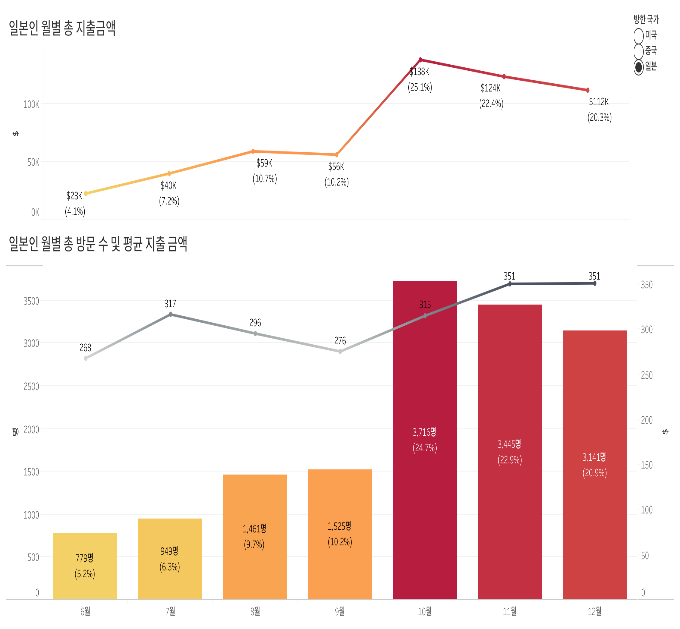 일본인 월별 총 지출금액
방한 국가
미국
중국
일본
100K
50K
0K
$
$23K
(4.1%)
$40K
(7.2%)
$59K
(10.7%)
$56K
(10.2%)
$138K
(25.1%)
$124K
(22.4%)
$112K
(20.3%)
일본인 월별 총 방문 수 및 평균 지출 금액
3500
3000
2500
2000
1500
1000
500
0
명
350
300
250
200
150
100
50
0
$
268
317
296
276
315
351
351
779명
(5.2%)
949명
(6.3%)
1,461명
(9.7%)
1,525명
(10.2%)
3,716명
(24.7%)
3,445명
(22.9%)
3,141명
(20.9%)
6월
7월
8월
9월
10월
11월
12월